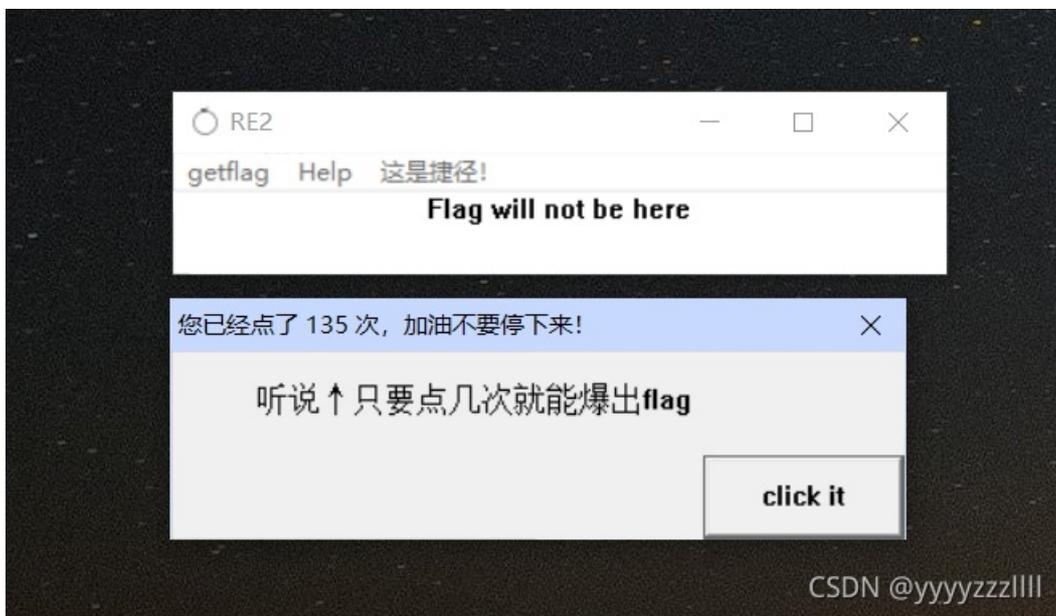 RE2
getflag Help 这是捷径!
Flag will not be here
您已经点了 135 次，加油不要停下来!
听说↑只要点几次就能爆出flag
click it
CSDN @yyyyzzzllll